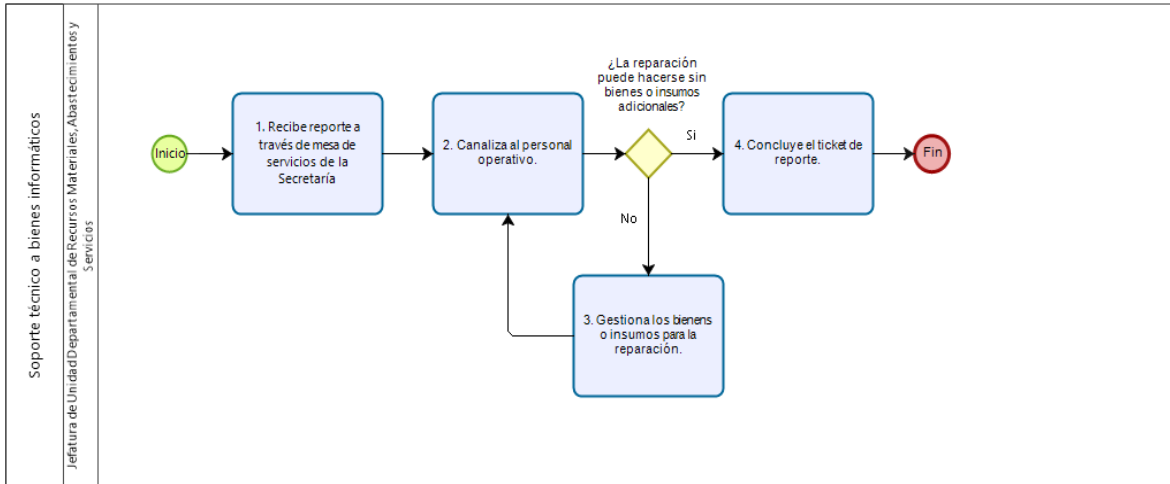 Soporte técnico a bienes informáticos
Jefatura de Unidad Departamental de Recursos Materiales, Abastecimientos y
Servicios
Inicio
1. Recibe reporte a
través de mesa de
servicios de la
Secretaría
2. Canaliza al personal
operativo.
¿La reparación
puede hacerse sin
bienes o insumos
adicionales?
Si
No
3. Gestiona los bienens
o insumos para la
reparación.
4. Concluye el ticket de
reporte.
Fin